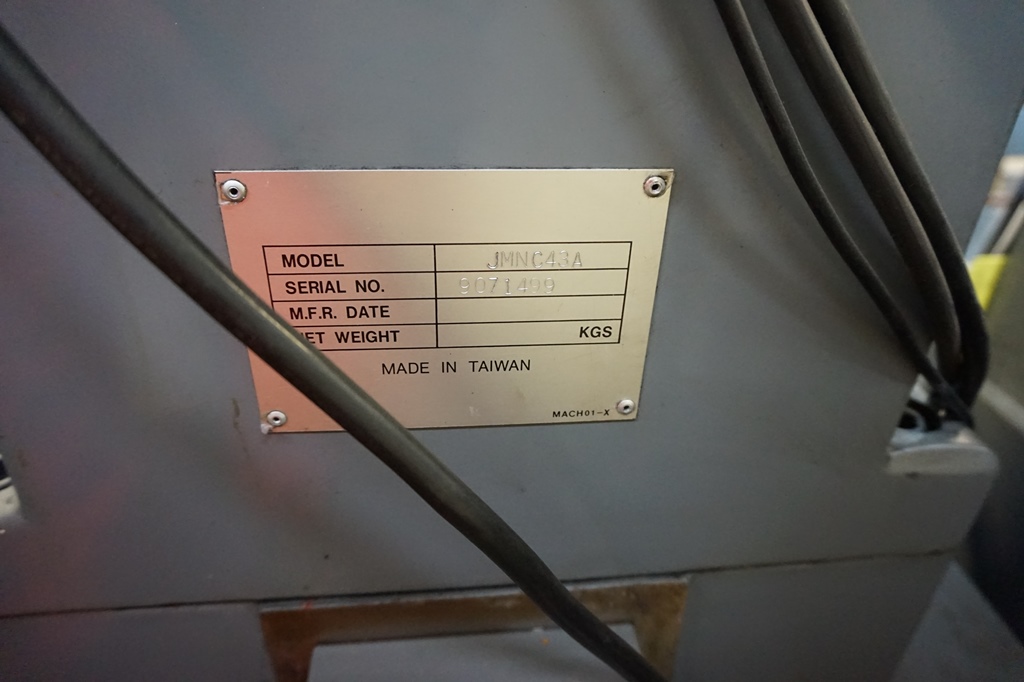 MODEL JMNC43A
SERIAL NO. 9071499
M.F.R. DATE
NET WEIGHT KGS
MADE IN TAIWAN
MACH01-X